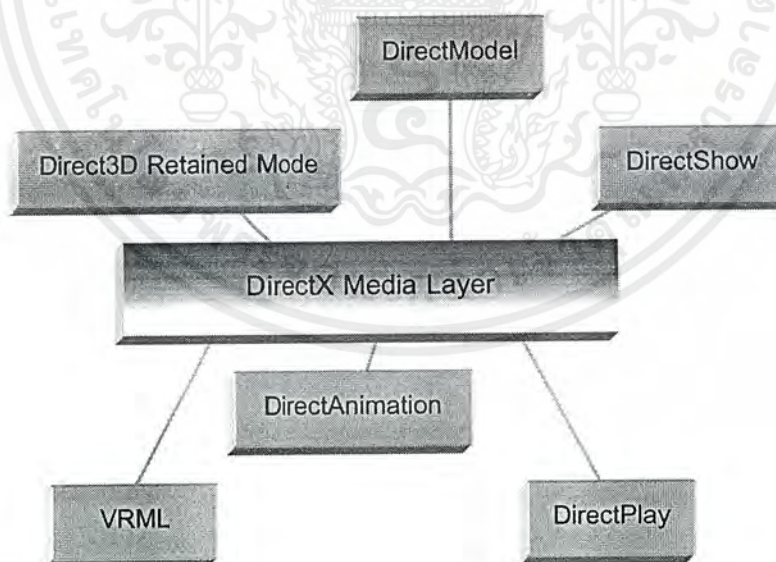 DirectModel
Direct3D Retained Mode
DirectShow
DirectX Media Layer
DirectAnimation
VRML
DirectPlay